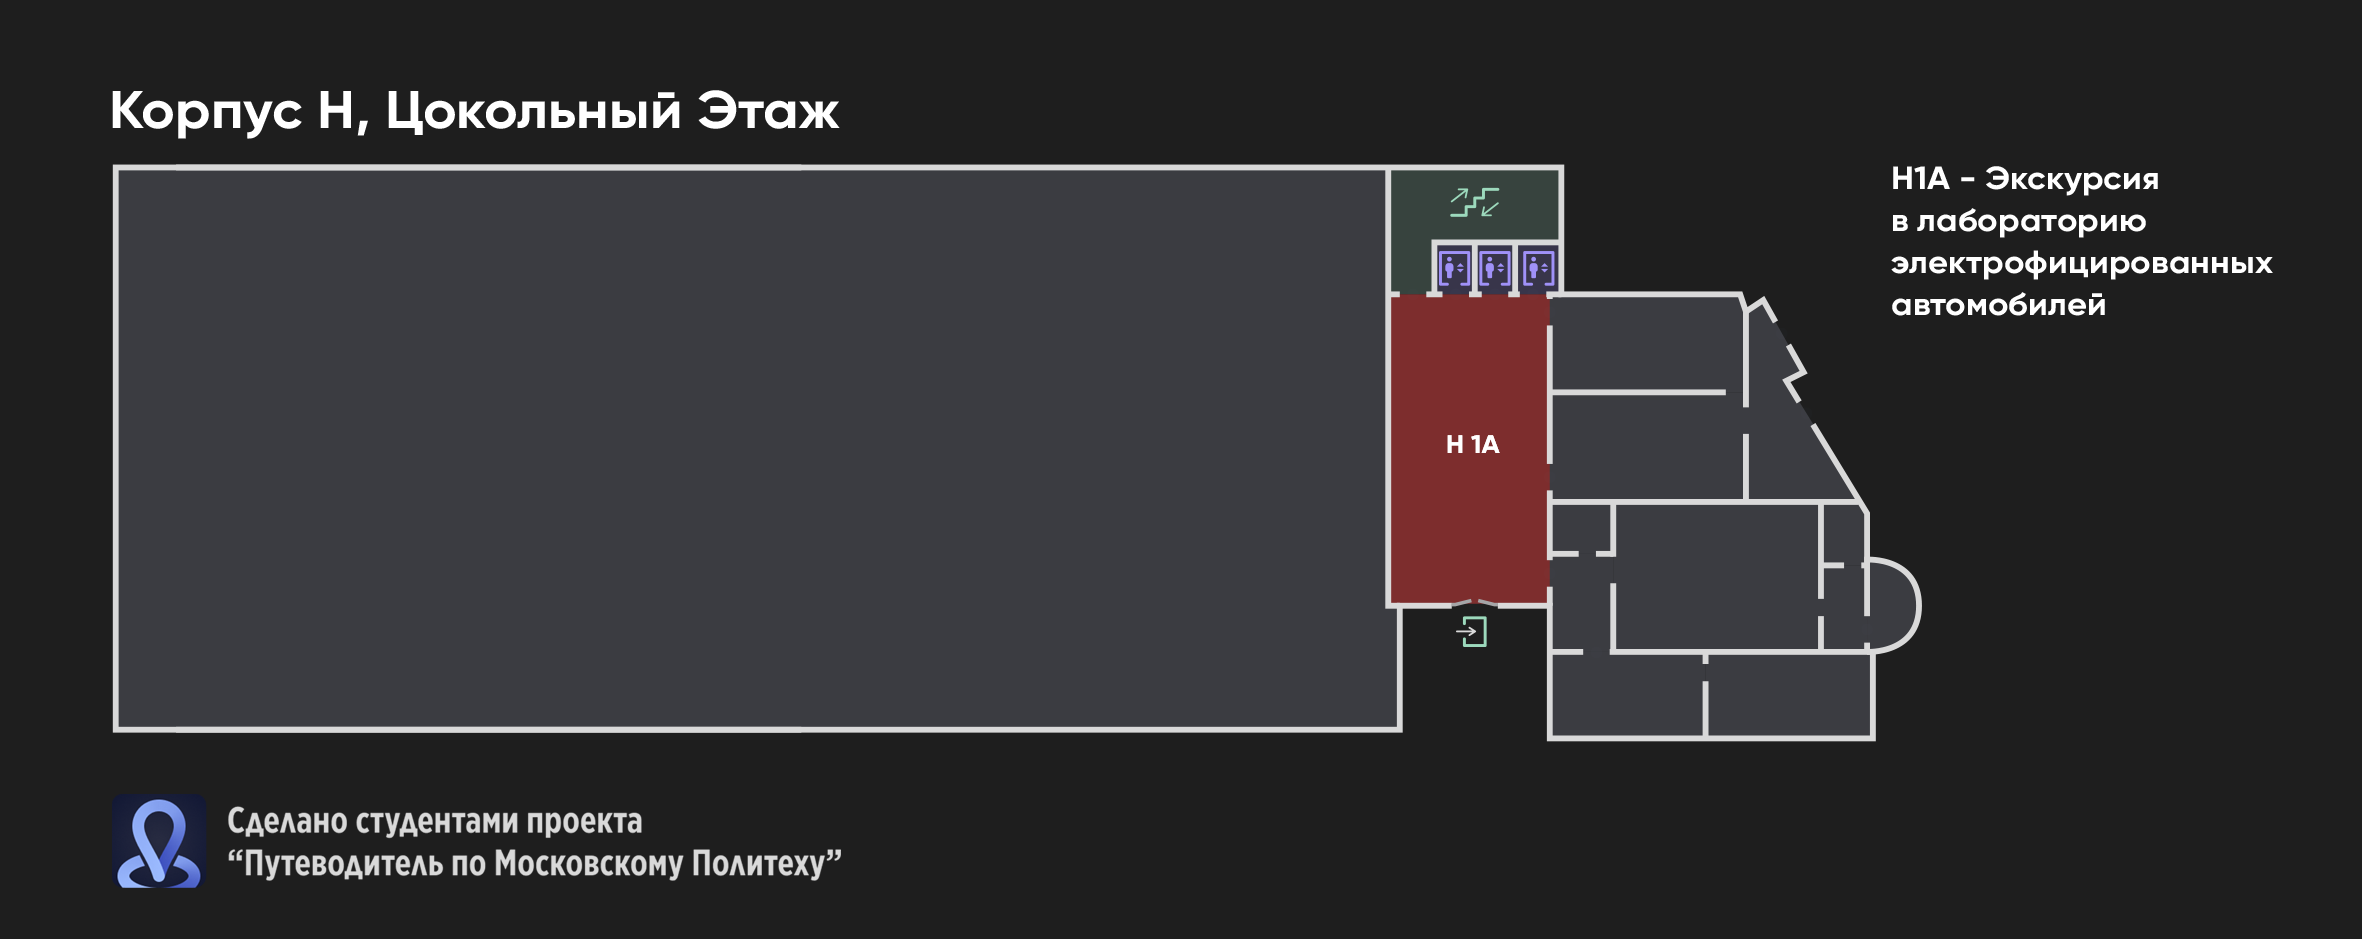 Корпус Н, Цокольный Этаж
Н1А - Экскурсия
в лабораторию
электрофицированных
автомобилей
Н 1А
Сделано студентами проекта
“Путеводитель по Московскому Политеху”